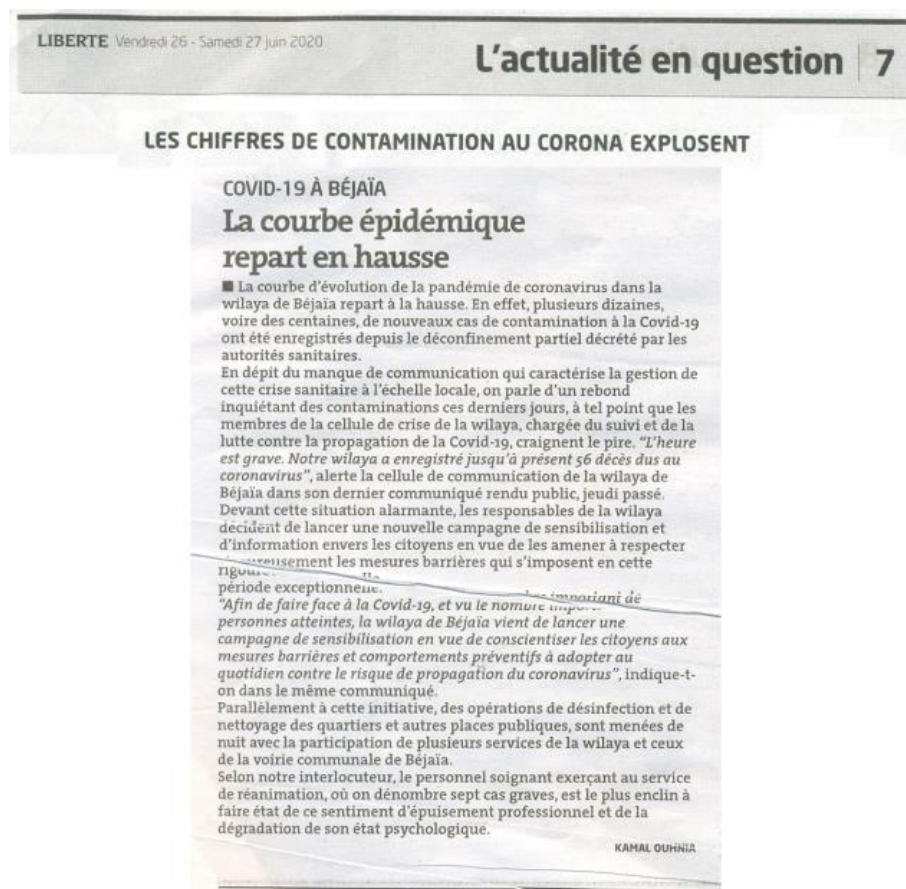 LIBERTE Vendredi 26 - Samedi 27 juin 2020
L'actualité en question | 7
LES CHIFFRES DE CONTAMINATION AU CORONA EXPLOSENT
COVID-19 À BÉJAÏA
La courbe épidémique
repart en hausse
■ La courbe d'évolution de la pandémie de coronavirus dans la
wilaya de Béjaïa repart à la hausse. En effet, plusieurs dizaines,
voire des centaines, de nouveaux cas de contamination à la Covid-19
ont été enregistrés depuis le déconfinement partiel décrété par les
autorités sanitaires.
En dépit du manque de communication qui caractérise la gestion de
cette crise sanitaire à l'échelle locale, on parle d'un rebond
inquiétant des contaminations ces derniers jours, à tel point que les
membres de la cellule de crise de la wilaya, chargée du suivi et de la
lutte contre la propagation de la Covid-19, craignent le pire. "L'heure
est grave. Notre wilaya a enregistré jusqu'à présent 56 décès dus au
coronavirus", alerte la cellule de communication de la wilaya de
Béjaïa dans son dernier communiqué rendu public, jeudi passé.
Devant cette situation alarmante, les responsables de la wilaya
décident de lancer une nouvelle campagne de sensibilisation et
d'information envers les citoyens en vue de les amener à respecter
rigoureusement les mesures barrières qui s'imposent en cette
période exceptionnelle.
"Afin de faire face à la Covid-19, et vu le nombre important de
personnes atteintes, la wilaya de Béjaïa vient de lancer une
campagne de sensibilisation en vue de conscientiser les citoyens aux
mesures barrières et comportements préventifs à adopter au
quotidien contre le risque de propagation du coronavirus", indique-t-
on dans le même communiqué.
Parallèlement à cette initiative, des opérations de désinfection et de
nettoyage des quartiers et autres places publiques, sont menées de
nuit avec la participation de plusieurs services de la wilaya et ceux
de la voirie communale de Béjaïa.
Selon notre interlocuteur, le personnel soignant exerçant au service
de réanimation, où on dénombre sept cas graves, est le plus enclin à
faire état de ce sentiment d'épuisement professionnel et de la
dégradation de son état psychologique.
KAMAL OUHNIA